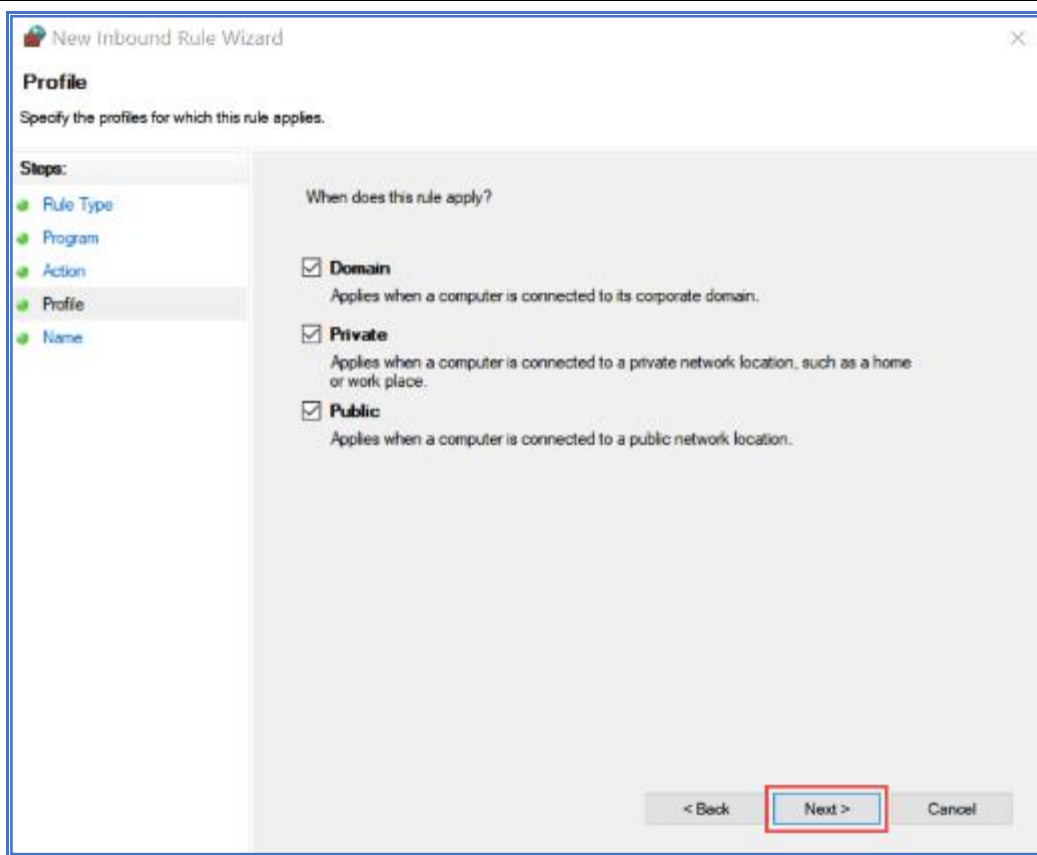 New Inbound Rule Wizard
Profile
Specify the profiles for which this rule applies.
Steps:
Rule Type
Program
Action
Profile
Name
When does this rule apply?
Domain
Applies when a computer is connected to its corporate domain.
Private
Applies when a computer is connected to a private network location, such as a home
or work place.
Public
Applies when a computer is connected to a public network location.
< Back
Next >
Cancel